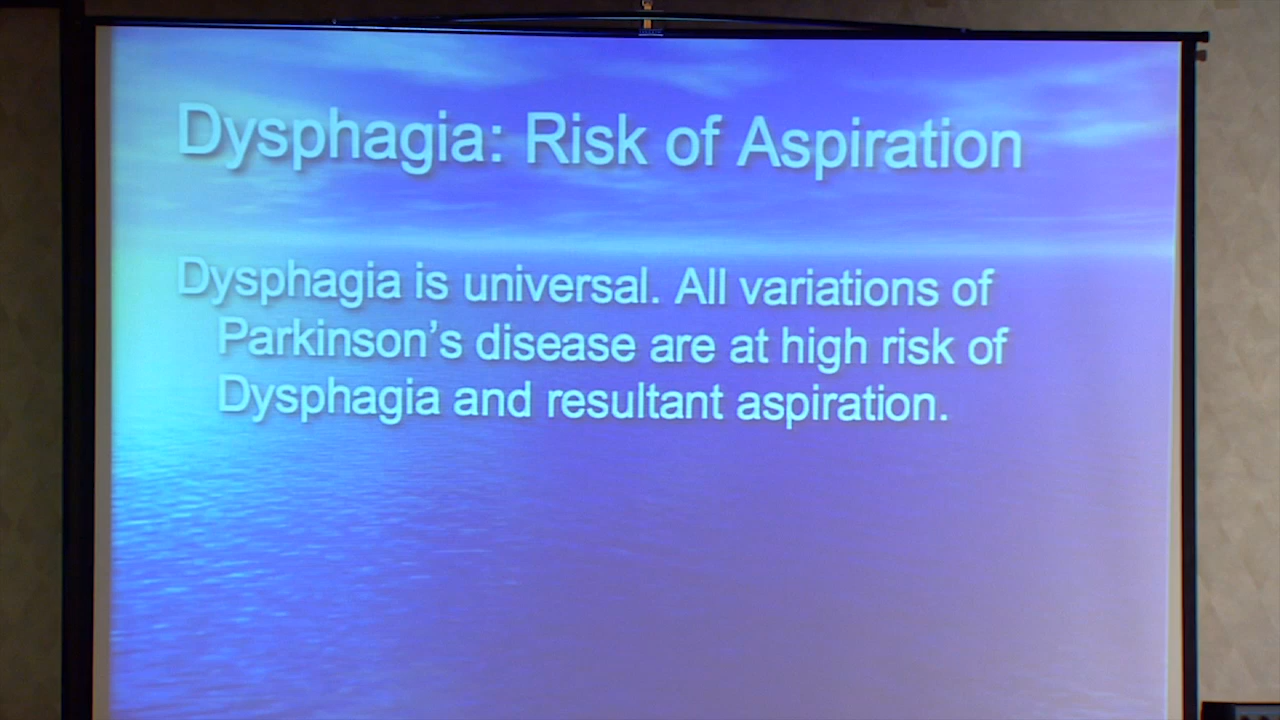 Dysphagia: Risk of Aspiration
Dysphagia is universal. All variations of
Parkinson’s disease are at high risk of
Dysphagia and resultant aspiration.